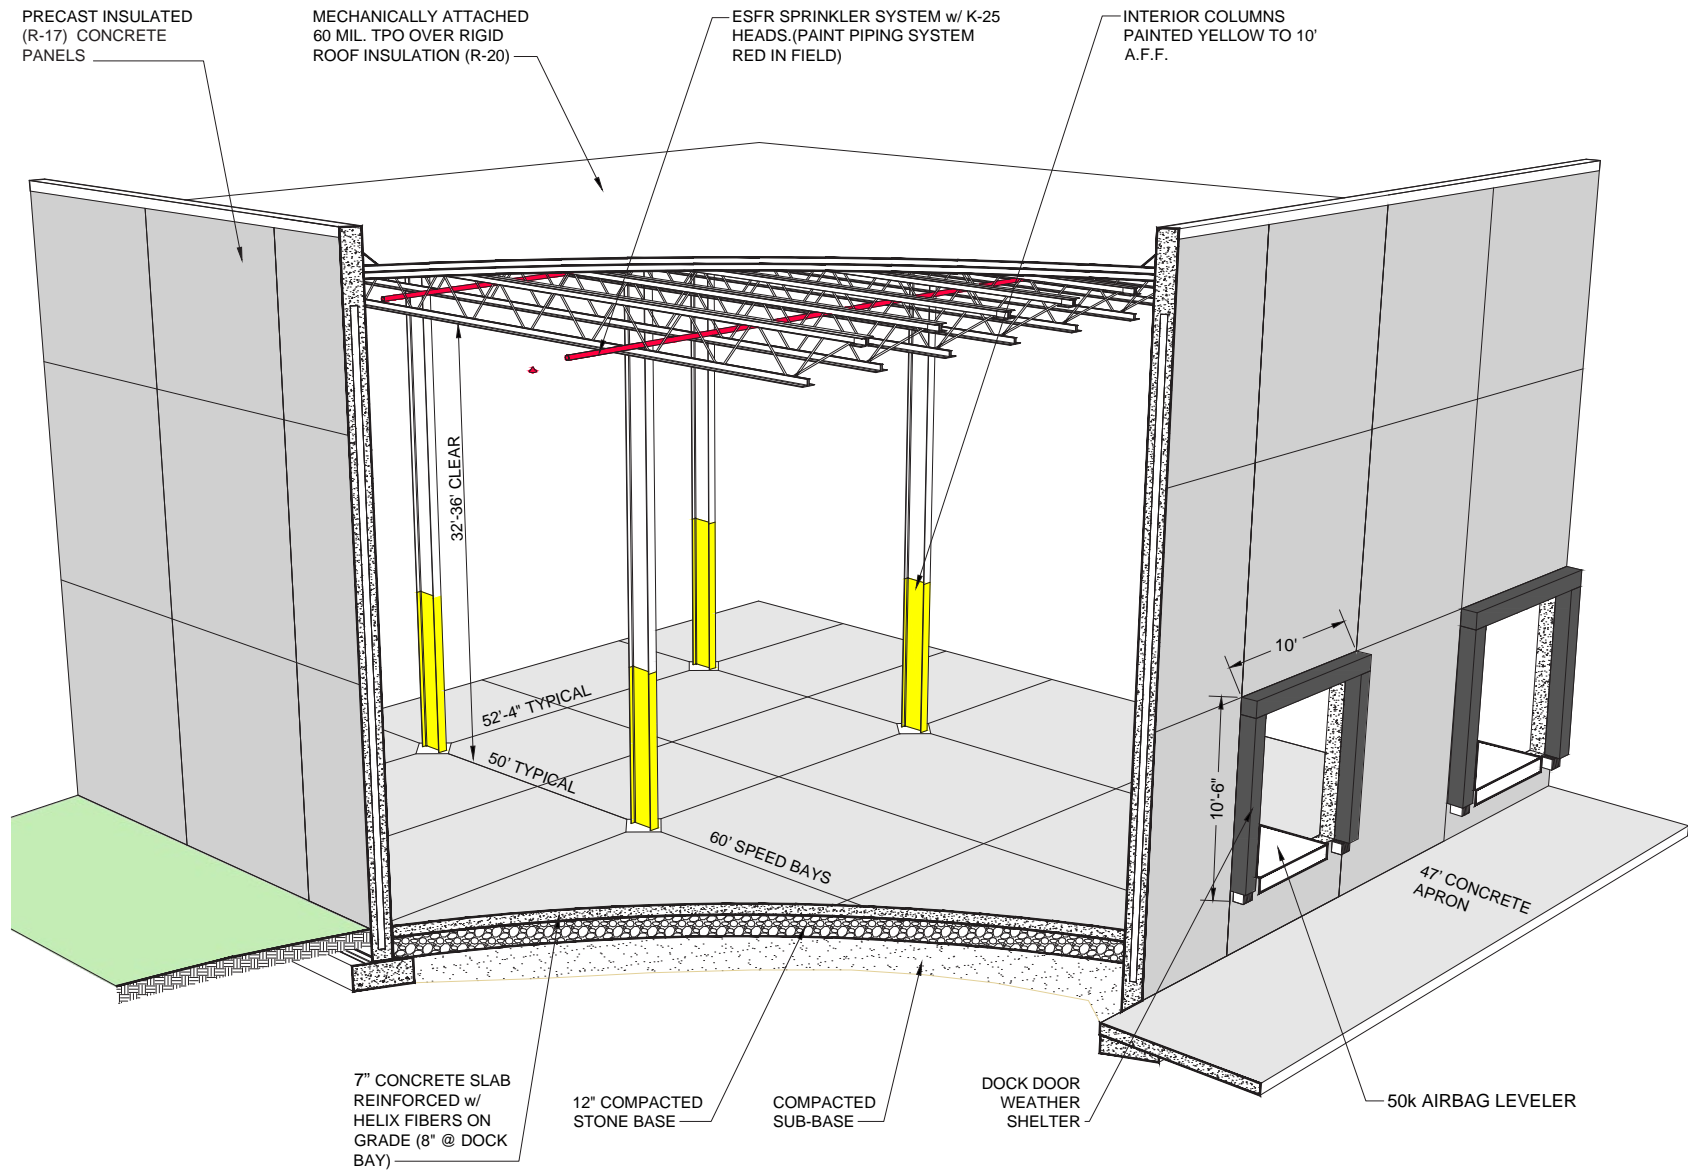 PRECAST INSULATED
(R-17) CONCRETE
PANELS
MECHANICALLY ATTACHED
60 MIL. TPO OVER RIGID
ROOF INSULATION (R-20)
ESFR SPRINKLER SYSTEM w/ K-25
HEADS.(PAINT PIPING SYSTEM
RED IN FIELD)
INTERIOR COLUMNS
PAINTED YELLOW TO 10'
A.F.F.
32'-36' CLEAR
52'-4" TYPICAL
50' TYPICAL
60' SPEED BAYS
10'
10'-6"
47' CONCRETE
APRON
7” CONCRETE SLAB
REINFORCED w/
HELIX FIBERS ON
GRADE (8" @ DOCK
BAY)
12" COMPACTED
STONE BASE
COMPACTED
SUB-BASE
DOCK DOOR
WEATHER
SHELTER
50k AIRBAG LEVELER